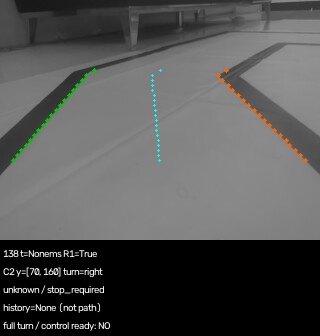 138 t=Nonems R1=True
C2 y=[70, 160] turn=right
unknown / stop_required
history=None (not path)
full turn / control ready: NO